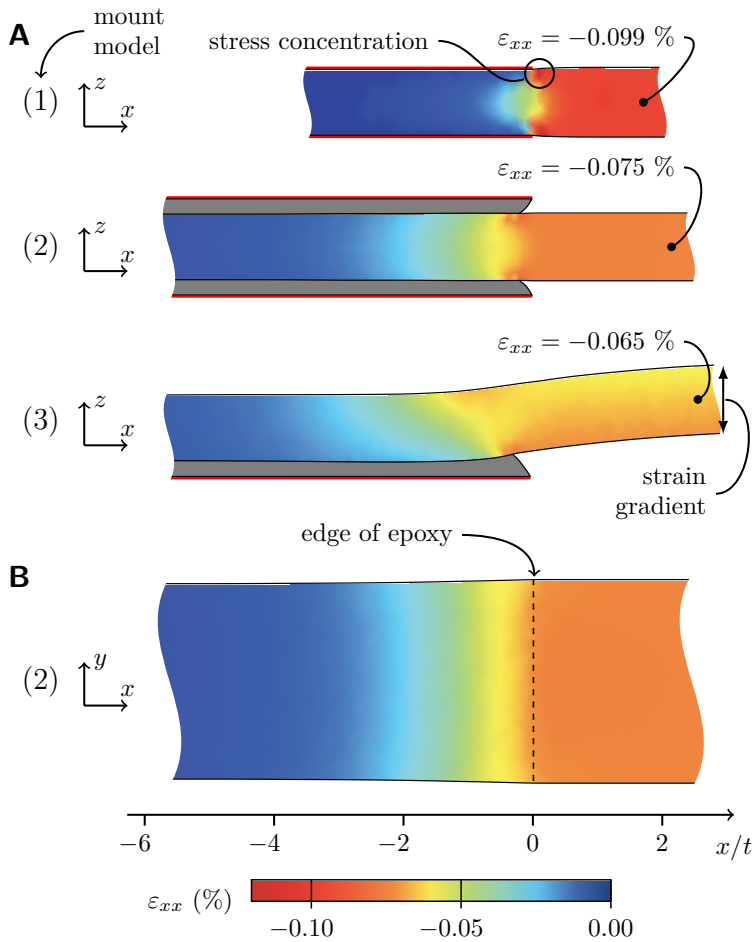 mount
model
A
stress concentration
εxx = −0.099 %
(1)
z
x
εxx = −0.075 %
(2)
z
x
εxx = −0.065 %
(3)
z
x
strain
gradient
edge of epoxy
B
(2)
y
x
−6 −4 −2 0 2 x/t
εxx (%)
−0.10 −0.05 0.00